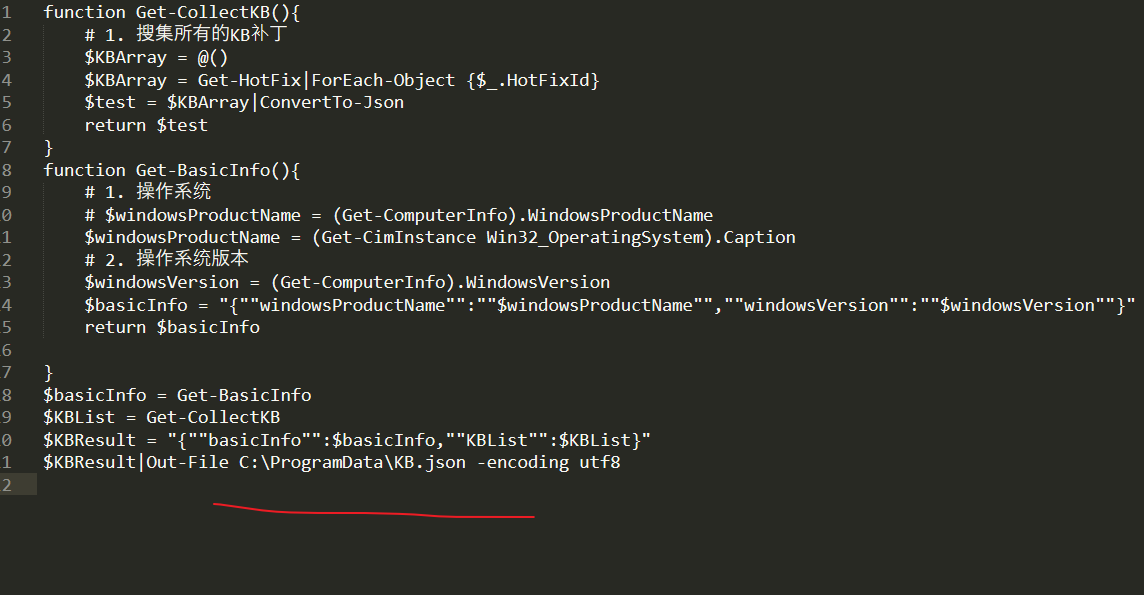 1 function Get-CollectKB(){
2 # 1. 搜集所有的KB补丁
3 $KBArray = @()
4 $KBArray = Get-HotFix|ForEach-Object {$_.HotFixId}
5 $test = $KBArray|ConvertTo-Json
6 return $test
7 }
8 function Get-BasicInfo(){
9 # 1. 操作系统
0 # $windowsProductName = (Get-ComputerInfo).WindowsProductName
1 $windowsProductName = (Get-CimInstance Win32_OperatingSystem).Caption
2 # 2. 操作系统版本
3 $windowsVersion = (Get-ComputerInfo).WindowsVersion
4 $basicInfo = "{""windowsProductName"":""$windowsProductName"",""windowsVersion"":""$windowsVersion""}"
5 return $basicInfo
6
7 }
8 $basicInfo = Get-BasicInfo
9 $KBList = Get-CollectKB
0 $KBResult = "{""basicInfo"":$basicInfo,""KBList"":$KBList}"
1 $KBResult|Out-File C:\ProgramData\KB.json -encoding utf8
2